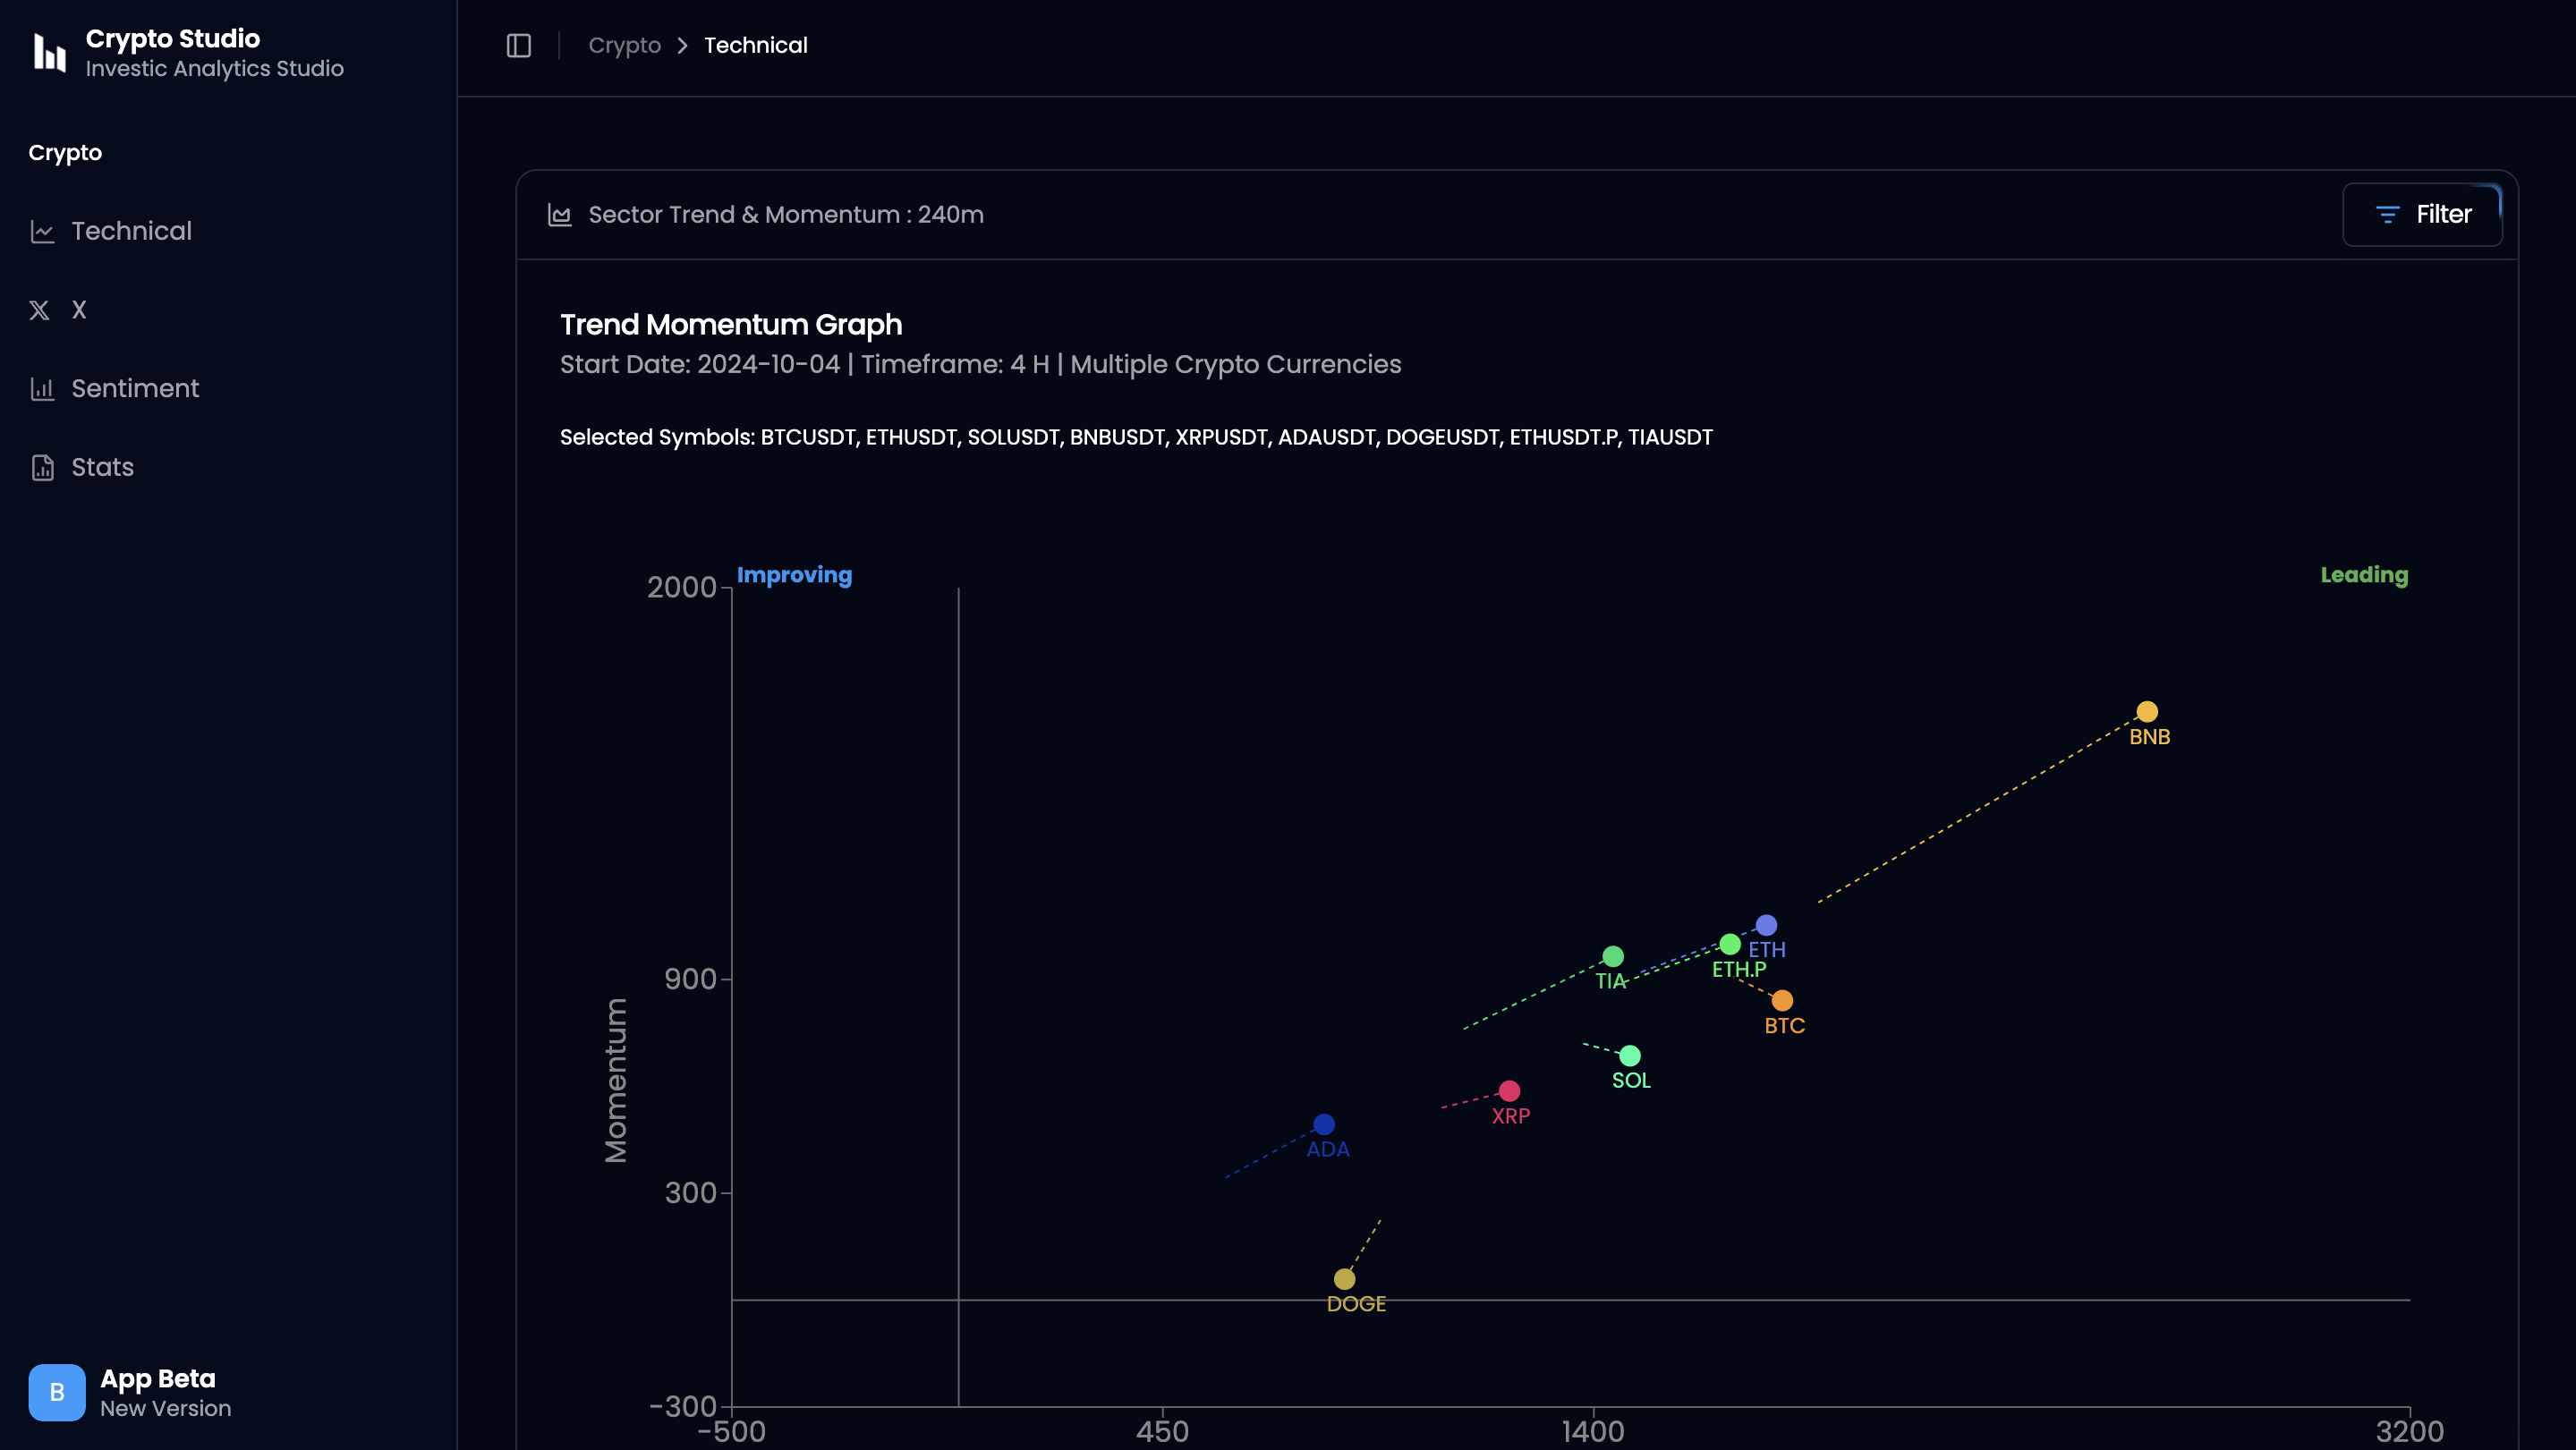 Crypto Studio
Investic Analytics Studio
Crypto
Technical
X
Sentiment
Stats
App Beta
New Version
B
Crypto > Technical
Sector Trend & Momentum : 240m
Filter
Trend Momentum Graph
Start Date: 2024-10-04 | Timeframe: 4 H | Multiple Crypto Currencies
Selected Symbols: BTCUSDT, ETHUSDT, SOLUSDT, BNBUSDT, XRPUSDT, ADAUSDT, DOGEUSDT, ETHUSDT.P, TIAUSDT
Improving
Leading
2000
900
300
-300
Momentum
BNB
ETH
ETH.P
TIA
BTC
SOL
XRP
ADA
DOGE
-500
450
1400
3200